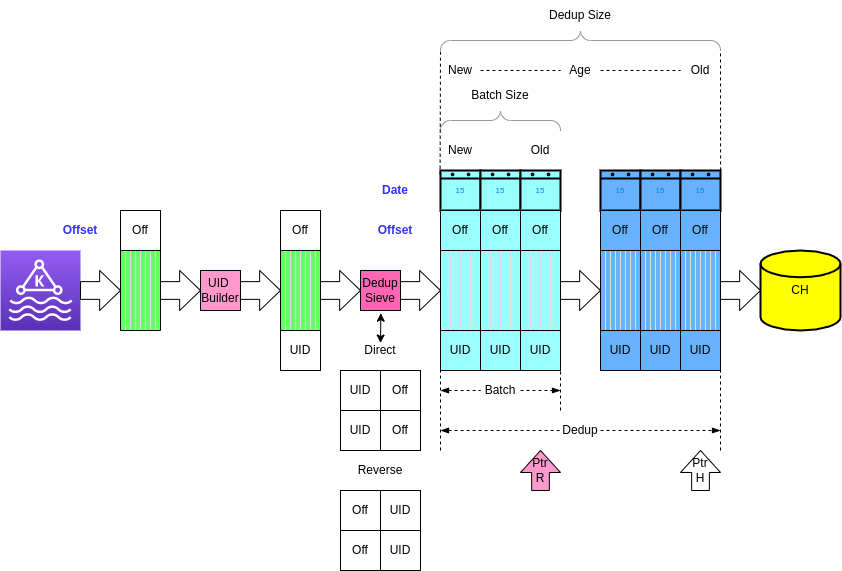 Dedup Size
New
Age
Old
Batch Size
New
Old
Date
15
15
15
15
15
15
Offset
Off
Off
Offset
Off
Off
Off
Off
Off
Off
K
UID
Builder
Dedup
Sieve
CH
UID
Direct
UID
UID
UID
UID
UID
UID
UID
Off
Batch
UID
Off
Dedup
Reverse
Ptr
R
Ptr
H
Off
UID
Off
UID